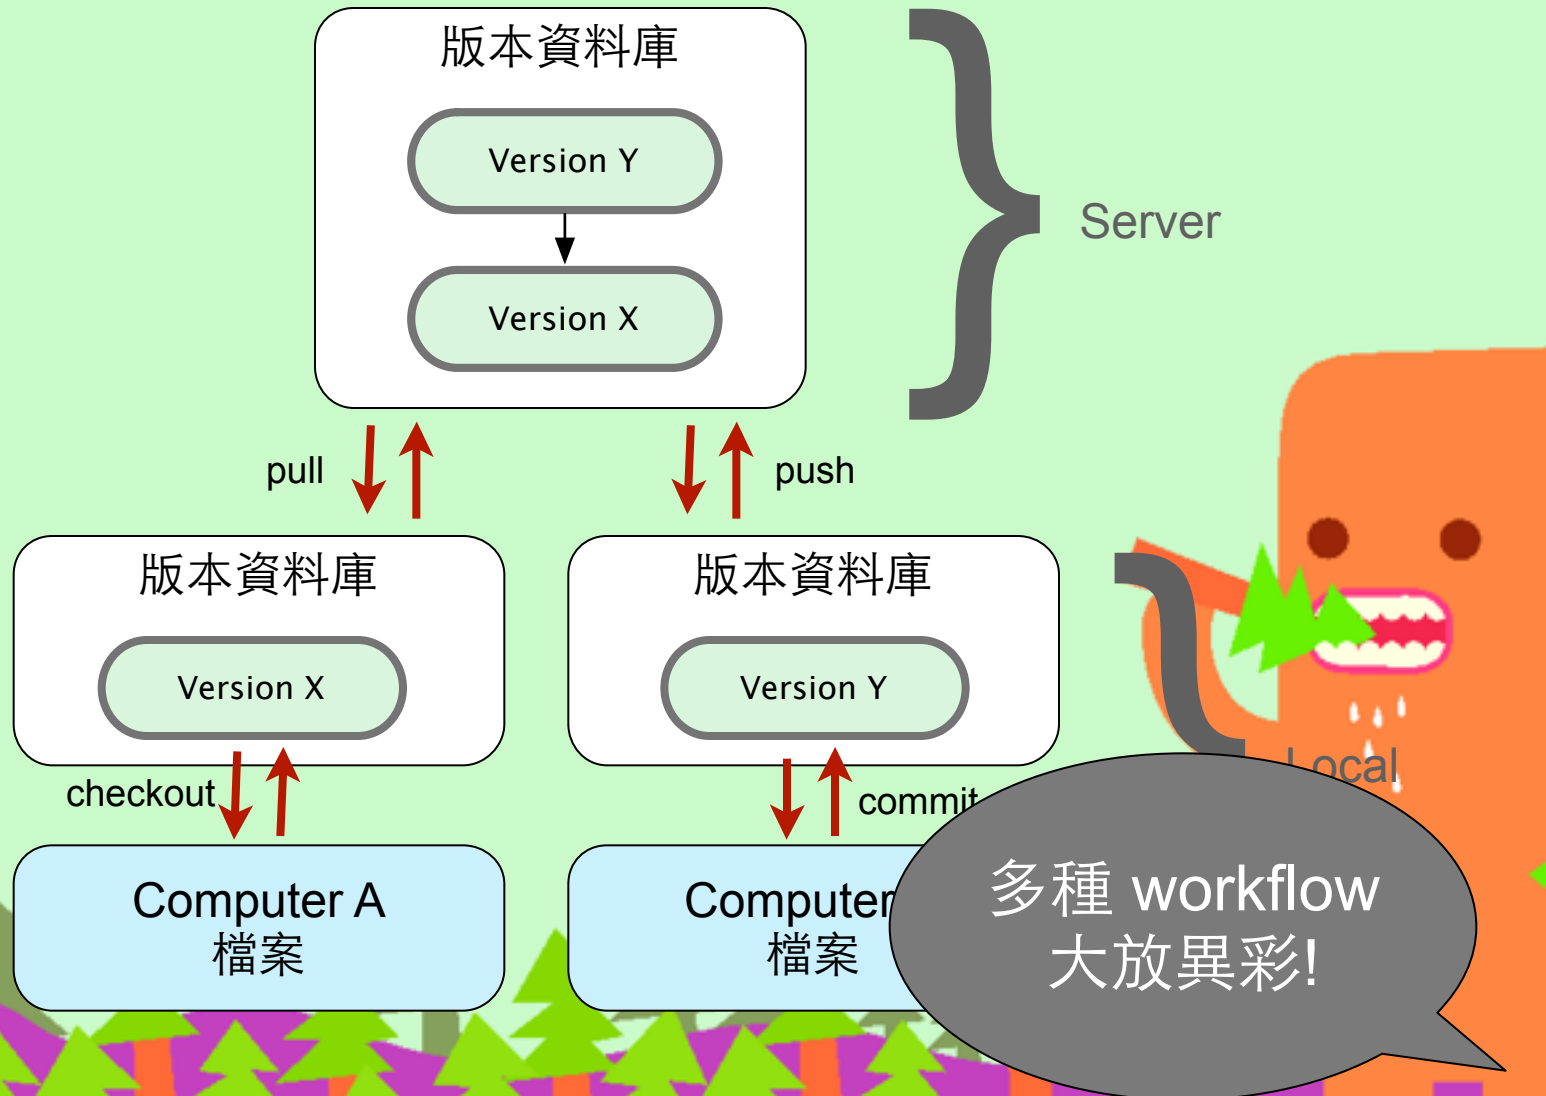 版本資料庫
Version Y
Version X
Server
pull
push
版本資料庫
Version X
版本資料庫
Version Y
Local
checkout
commit
Computer A
檔案
Computer
檔案
多種 workflow
大放異彩!